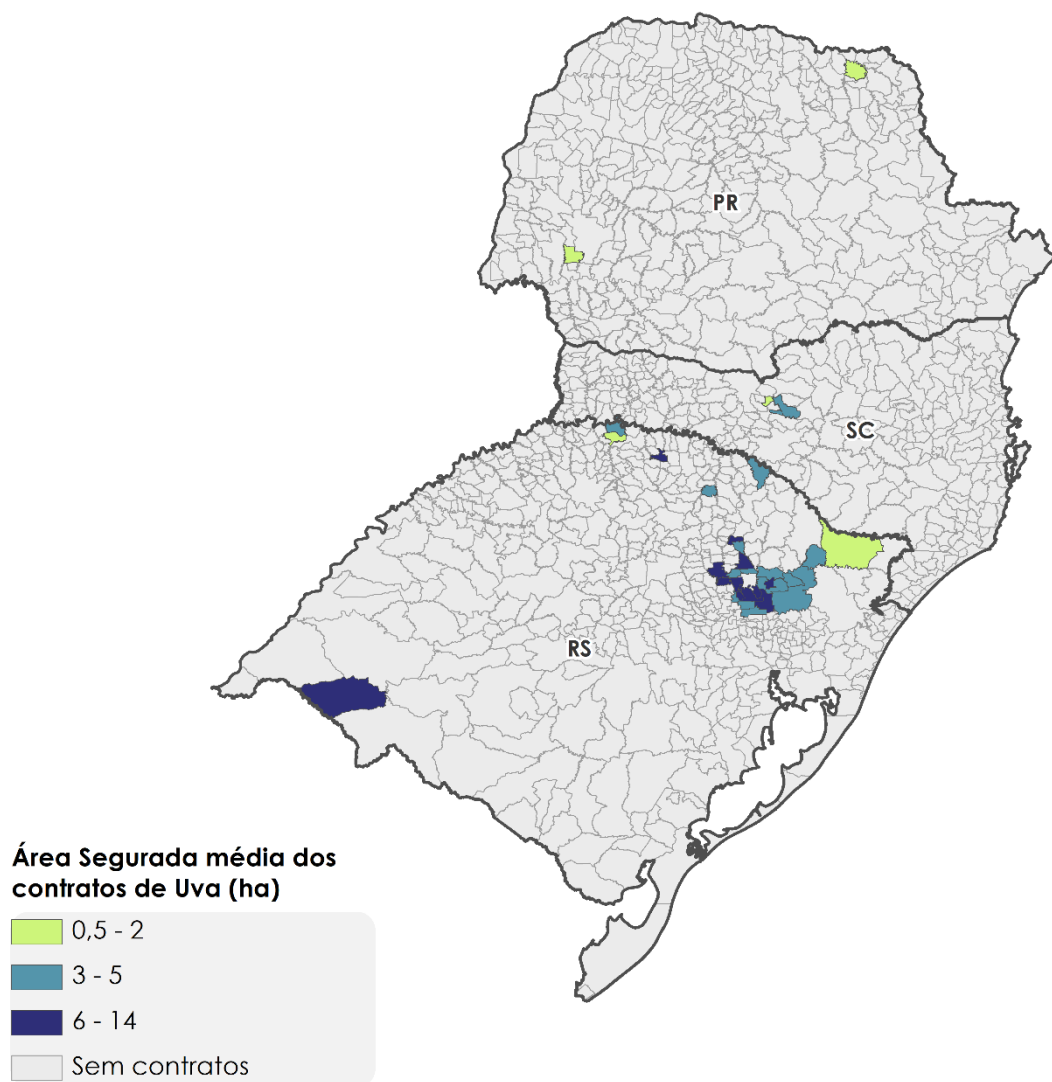 PR
SC
RS
Área Segurada média dos
contratos de Uva (ha)
0,5 - 2
3 - 5
6 - 14
Sem contratos